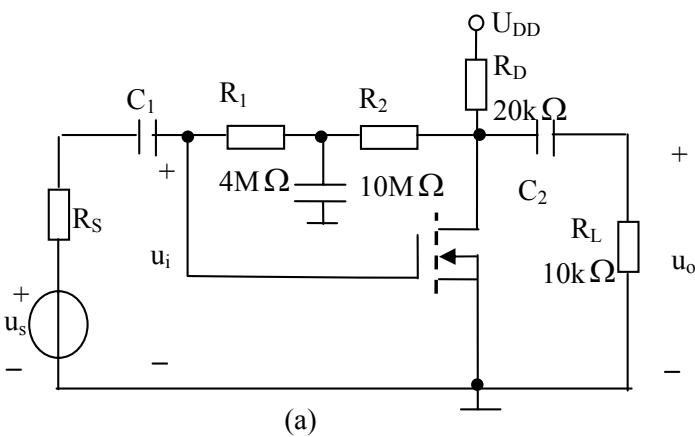 U_DD
R_D
20kΩ
C_1
R_1
R_2
+
4MΩ
10MΩ
C_2
+
R_S
u_i
R_L
10kΩ
u_o
+
u_s
−
−
−
(a)